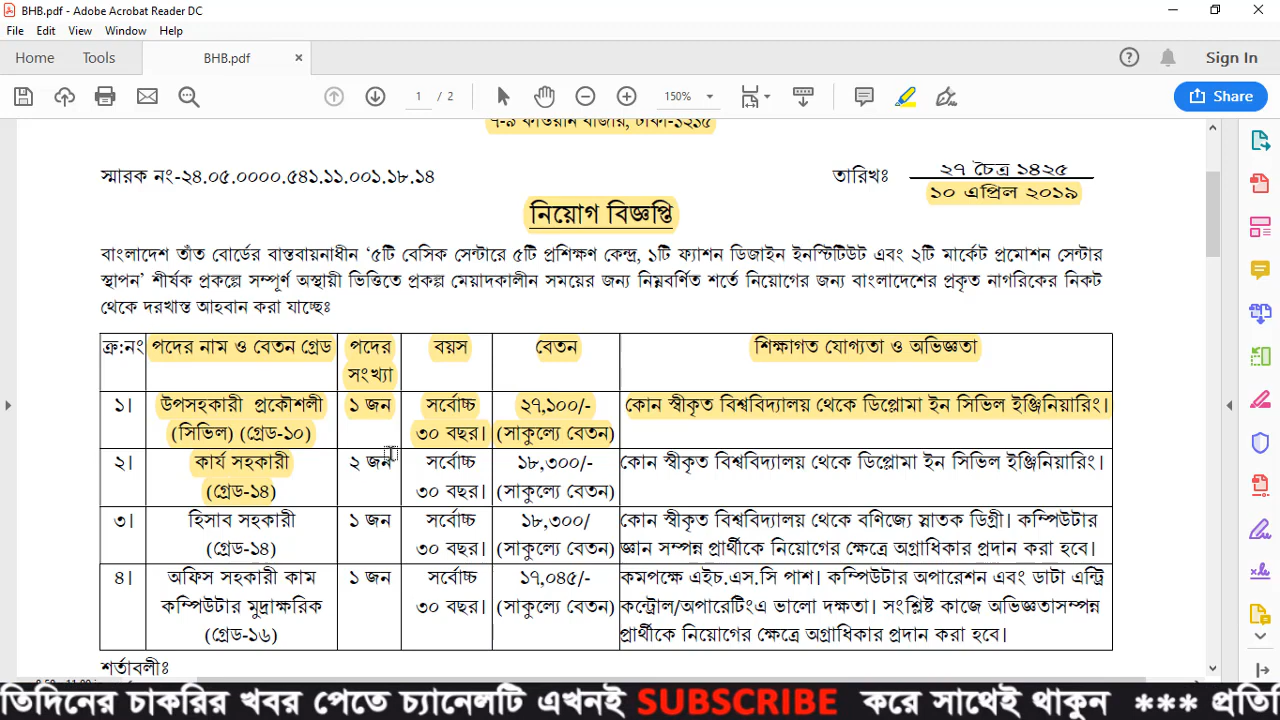 BHB.pdf - Adobe Acrobat Reader DC
File Edit View Window Help
Home Tools BHB.pdf × Sign In
1 / 2 150% Share
৭-৯ কাওরান বাজার, ঢাকা-১২১৫
স্মারক নং-২৪.০৫.০০০০.৫৪১.১১.০০১.১৮.১৪ তারিখঃ ২৭ চৈত্র ১৪২৫
১০ এপ্রিল ২০১৯
নিয়োগ বিজ্ঞপ্তি
বাংলাদেশ তাঁত বোর্ডের বাস্তবায়নাধীন ‘৫টি বেসিক সেন্টারে ৫টি প্রশিক্ষণ কেন্দ্র, ১টি ফ্যাশন ডিজাইন ইনস্টিটিউট এবং ২টি মার্কেট প্রমোশন সেন্টার
স্থাপন’ শীর্ষক প্রকল্পে সম্পূর্ণ অস্থায়ী ভিত্তিতে প্রকল্প মেয়াদকালীন সময়ের জন্য নিম্নবর্ণিত শর্তে নিয়োগের জন্য বাংলাদেশের প্রকৃত নাগরিকের নিকট
থেকে দরখাস্ত আহবান করা যাচ্ছেঃ
ক্র:নং পদের নাম ও বেতন গ্রেড পদের বয়স বেতন শিক্ষাগত যোগ্যতা ও অভিজ্ঞতা
সংখ্যা
১। উপসহকারী প্রকৌশলী ১ জন সর্বোচ্চ ২৭,১০০/- কোন স্বীকৃত বিশ্ববিদ্যালয় থেকে ডিপ্লোমা ইন সিভিল ইঞ্জিনিয়ারিং।
(সিভিল) (গ্রেড-১০) ৩০ বছর। (সাকুল্যে বেতন)
২। কার্য সহকারী ২ জন সর্বোচ্চ ১৮,৩০০/- কোন স্বীকৃত বিশ্ববিদ্যালয় থেকে ডিপ্লোমা ইন সিভিল ইঞ্জিনিয়ারিং।
(গ্রেড-১৪) ৩০ বছর। (সাকুল্যে বেতন)
৩। হিসাব সহকারী ১ জন সর্বোচ্চ ১৮,৩০০/ কোন স্বীকৃত বিশ্ববিদ্যালয় থেকে বণিজ্যে স্নাতক ডিগ্রী। কম্পিউটার
(গ্রেড-১৪) ৩০ বছর। (সাকুল্যে বেতন) জ্ঞান সম্পন্ন প্রার্থীকে নিয়োগের ক্ষেত্রে অগ্রাধিকার প্রদান করা হবে।
৪। অফিস সহকারী কাম ১ জন সর্বোচ্চ ১৭,০৪৫/- কমপক্ষে এইচ.এস.সি পাশ। কম্পিউটার অপারেশন এবং ডাটা এন্ট্রি
কম্পিউটার মুদ্রাক্ষরিক ৩০ বছর। (সাকুল্যে বেতন) কন্ট্রোল/অপারেটিংএ ভালো দক্ষতা। সংশ্লিষ্ট কাজে অভিজ্ঞতাসম্পন্ন
(গ্রেড-১৬) প্রার্থীকে নিয়োগের ক্ষেত্রে অগ্রাধিকার প্রদান করা হবে।
শর্তাবলীঃ
তিদিনের চাকরির খবর পেতে চ্যানেলটি এখনই SUBSCRIBE করে সাথেই থাকুন *** প্রতি